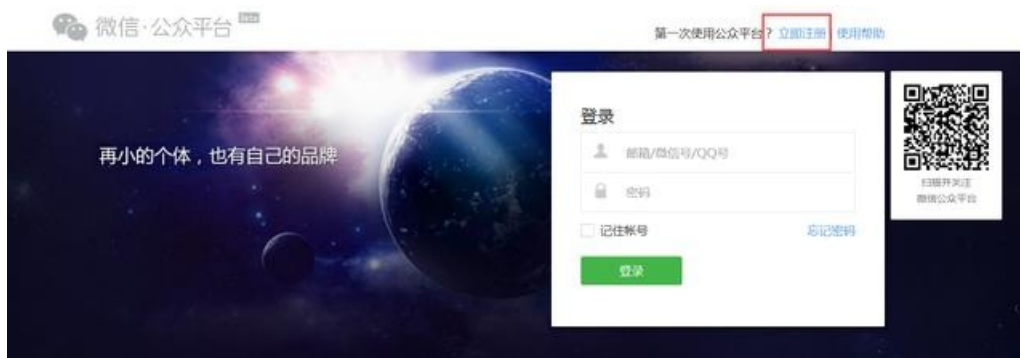 微信·公众平台 Beta
第一次使用公众平台？ 立即注册 使用帮助
登录
邮箱/微信号/QQ号
再小的个体，也有自己的品牌
密码
扫描并关注
微信公众平台
记住帐号 忘记密码
登录